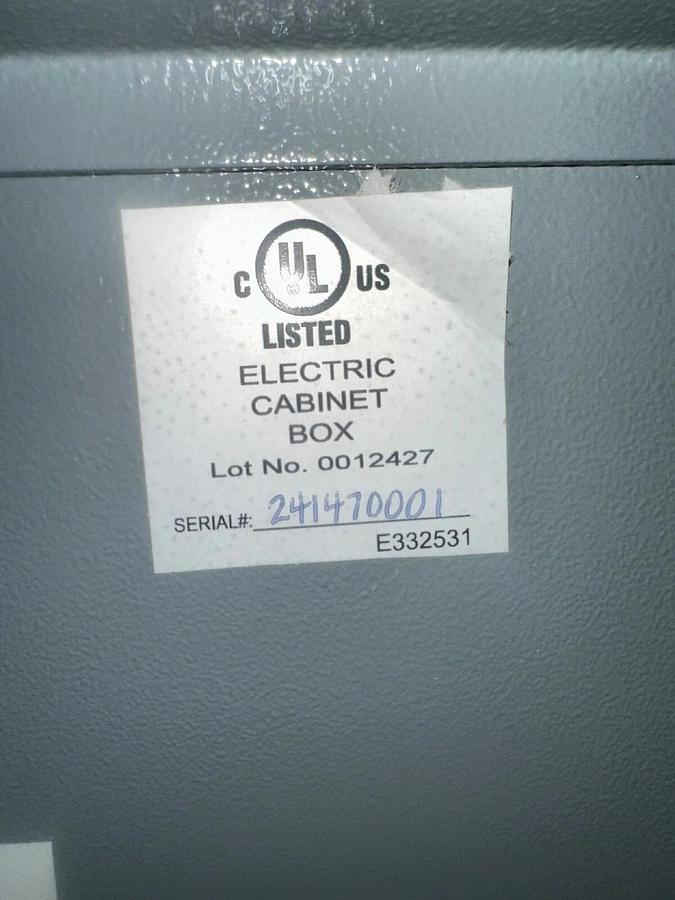 C UL US
LISTED
ELECTRIC
CABINET
BOX
Lot No. 0012427
SERIAL#: 241470001
E332531